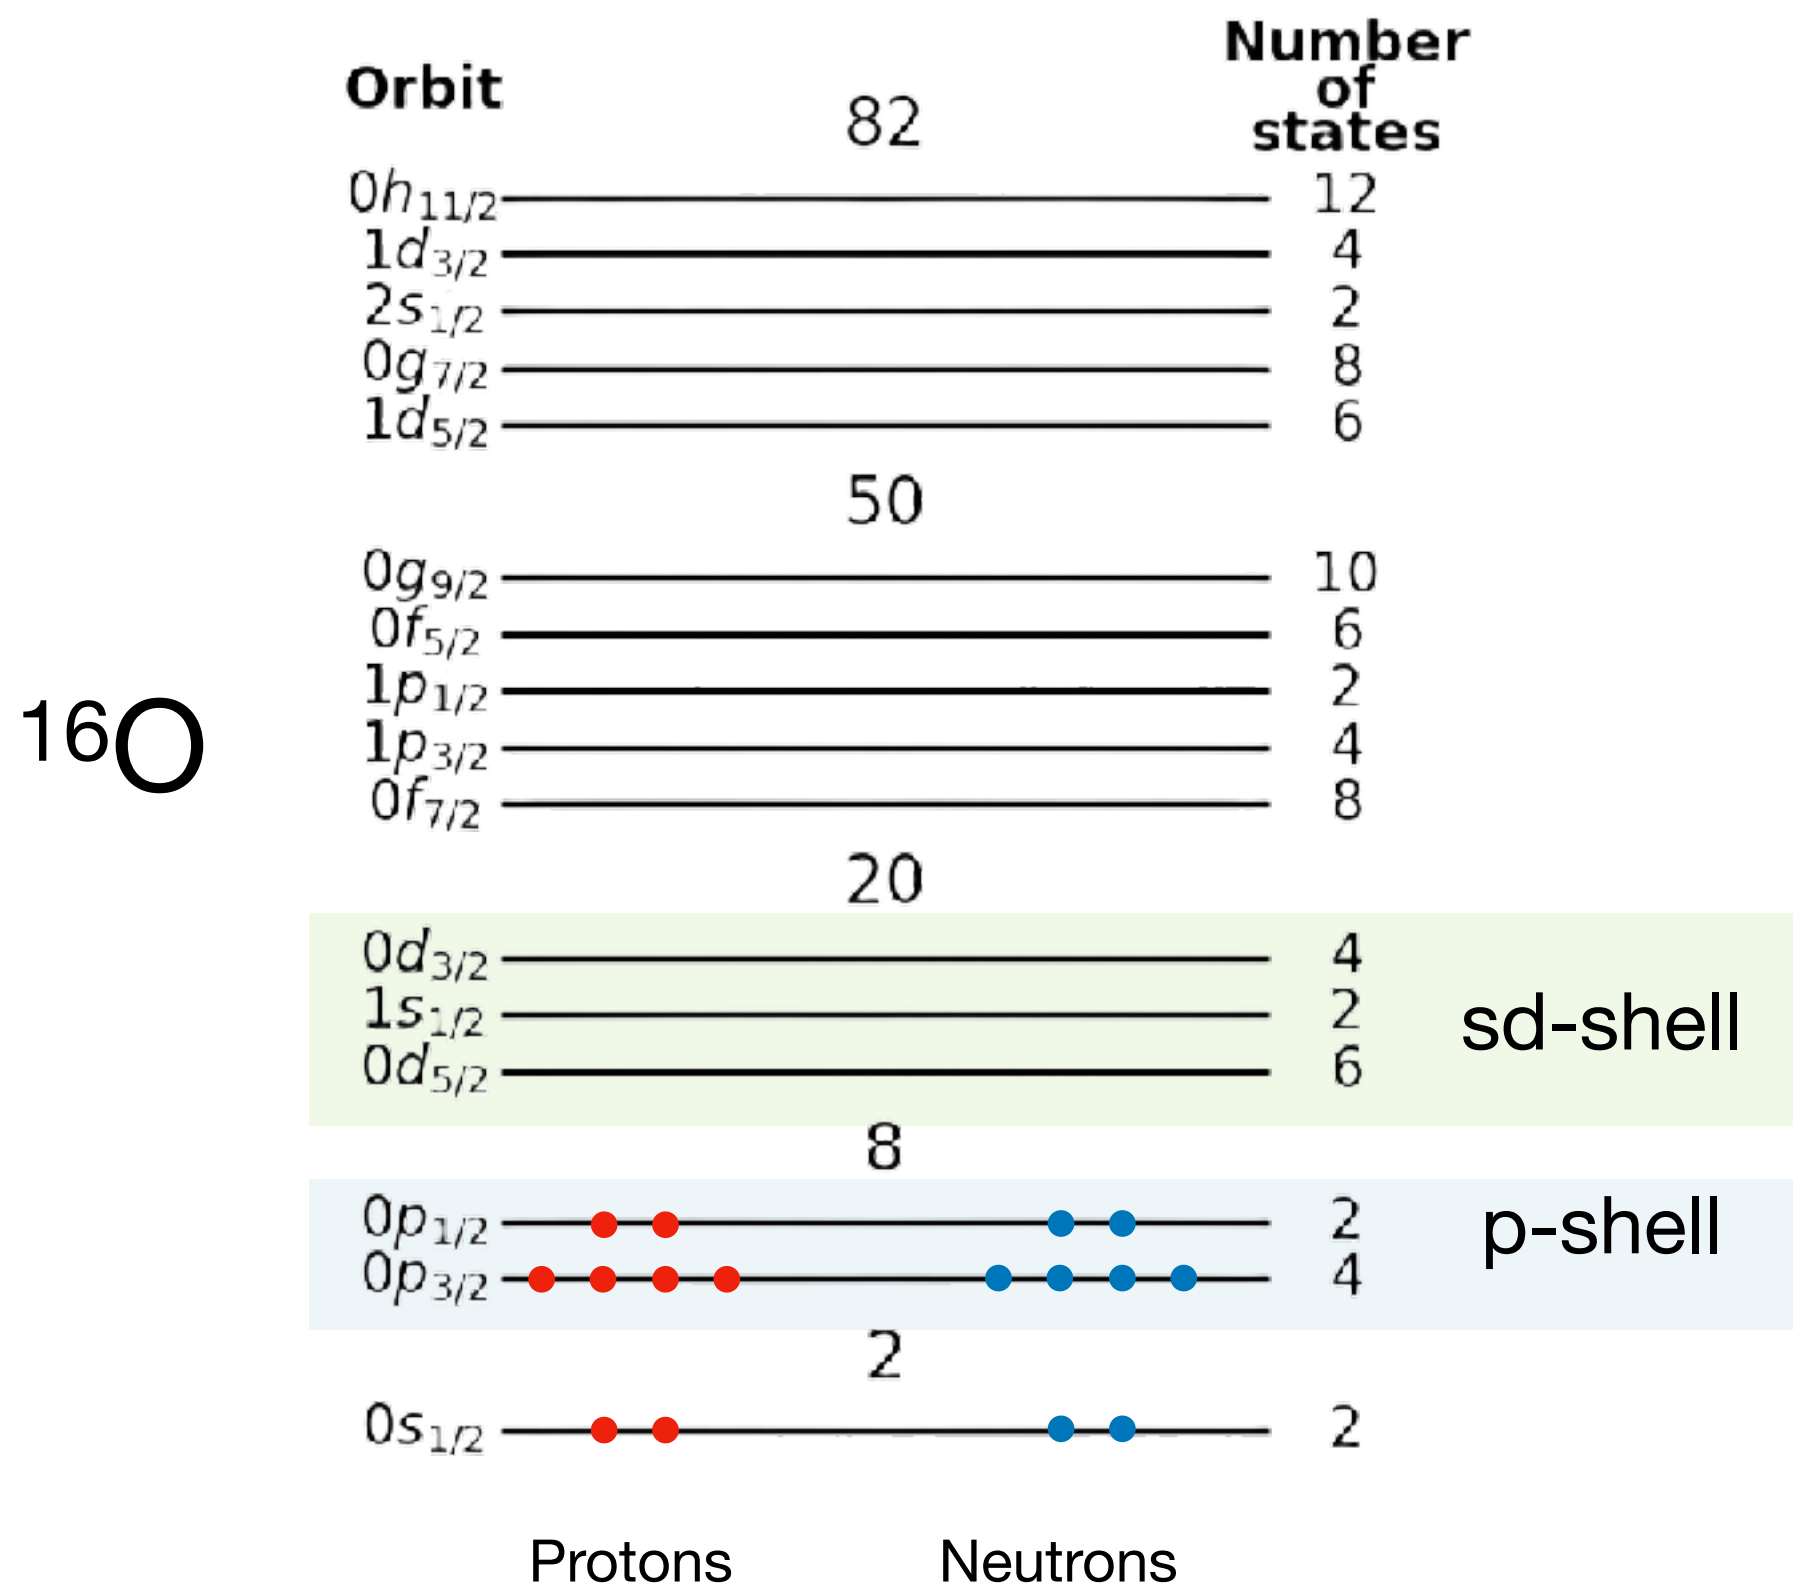 Orbit
82
Number
of
states
0h11/2 12
1d3/2 4
2s1/2 2
0g7/2 8
1d5/2 6
50
0g9/2 10
0f5/2 6
1p1/2 2
1p3/2 4
0f7/2 8
¹⁶O
20
0d3/2 4
1s1/2 2
0d5/2 6
sd-shell
8
0p1/2 2
0p3/2 4
p-shell
2
0s1/2 2
Protons Neutrons